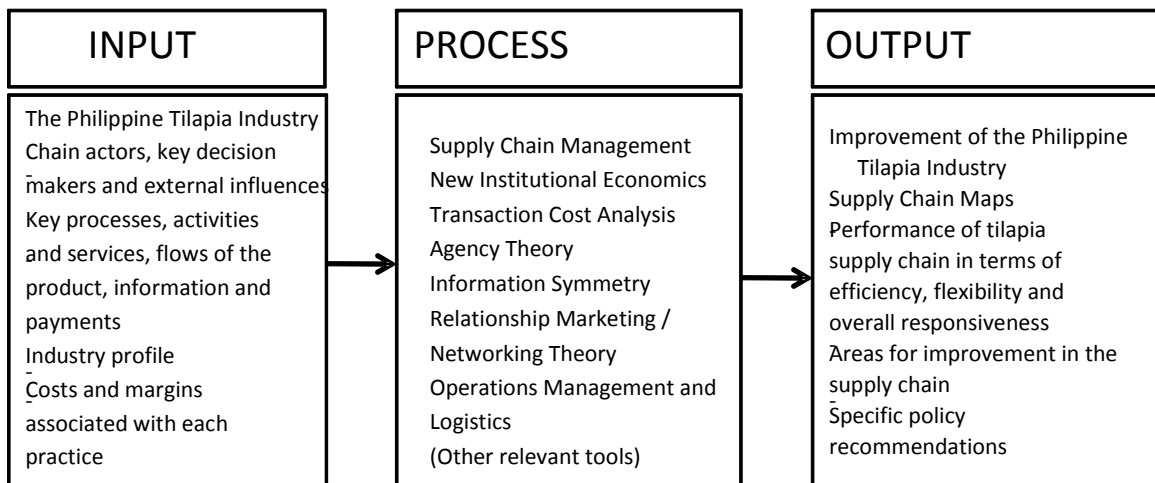 INPUT
The Philippine Tilapia Industry
Chain actors, key decision
makers and external influences
Key processes, activities
and services, flows of the
product, information and
payments
Industry profile
Costs and margins
associated with each
practice
PROCESS
Supply Chain Management
New Institutional Economics
Transaction Cost Analysis
Agency Theory
Information Symmetry
Relationship Marketing /
Networking Theory
Operations Management and
Logistics
(Other relevant tools)
OUTPUT
Improvement of the Philippine
Tilapia Industry
Supply Chain Maps
Performance of tilapia
supply chain in terms of
efficiency, flexibility and
overall responsiveness
Areas for improvement in the
supply chain
Specific policy
recommendations